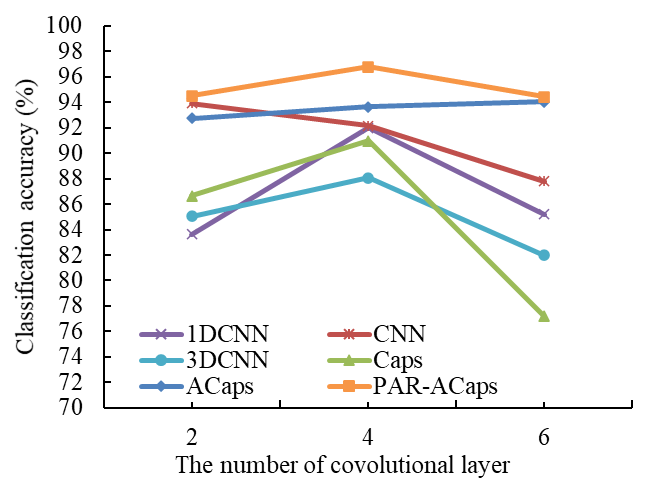 100
98
96
94
92
90
88
86
84
82
80
78
76
74
72
70
Classification accuracy (%)
1DCNN
CNN
3DCNN
Caps
ACaps
PAR-ACaps
2
4
6
The number of covolutional layer